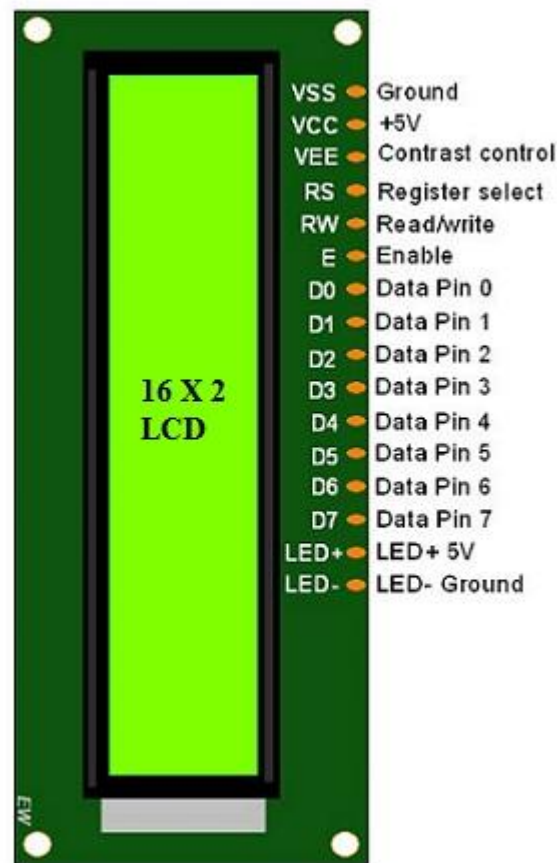 VSS Ground
VCC +5V
VEE Contrast control
RS Register select
RW Read/write
E Enable
D0 Data Pin 0
D1 Data Pin 1
D2 Data Pin 2
D3 Data Pin 3
D4 Data Pin 4
D5 Data Pin 5
D6 Data Pin 6
D7 Data Pin 7
LED+ LED+ 5V
LED- LED- Ground
16 X 2
LCD
EW